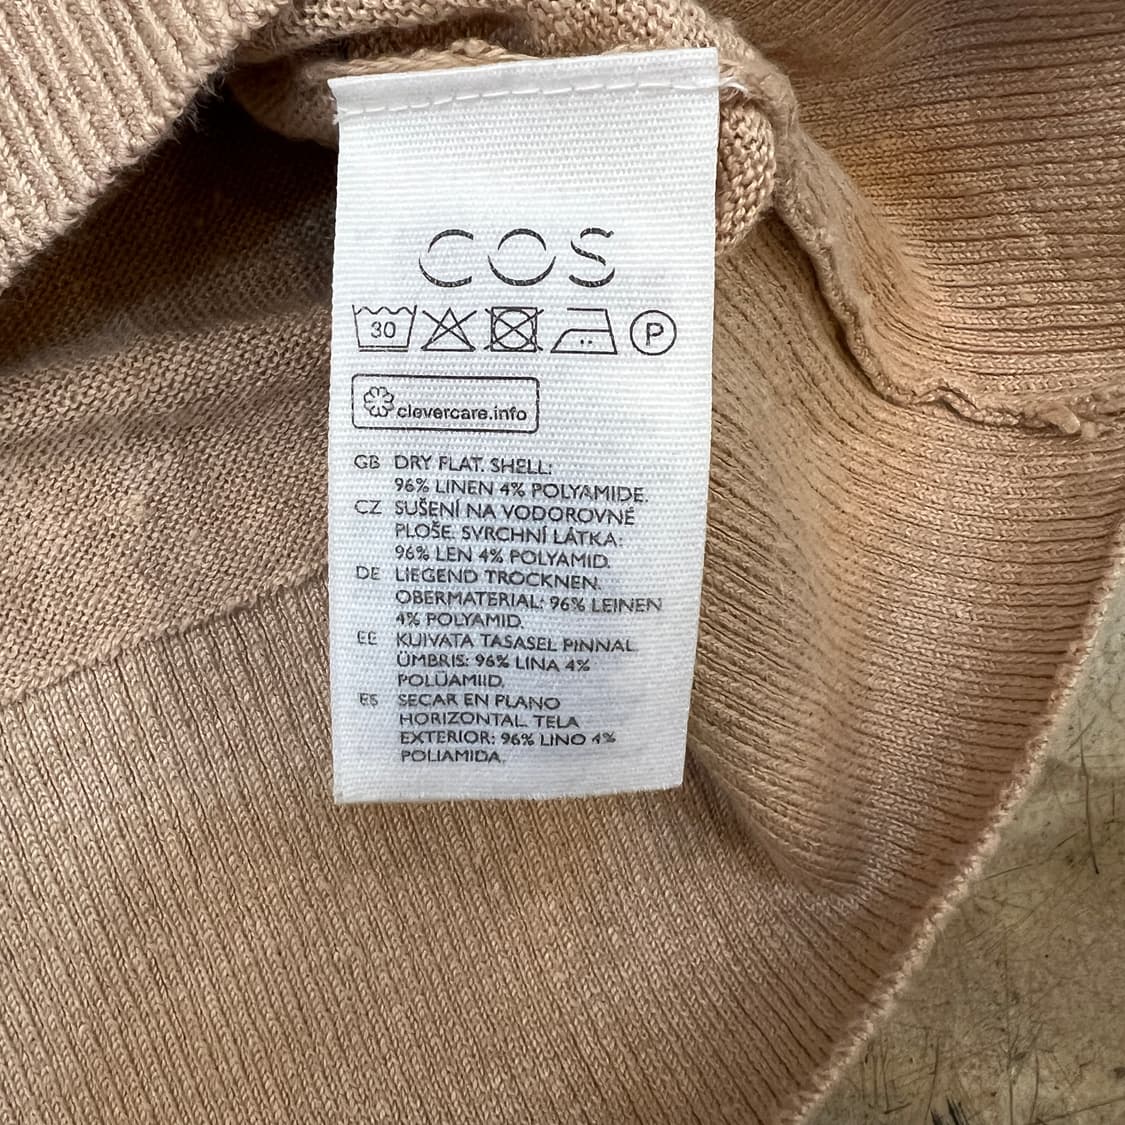 COS
30 P
clevercare.info
GB DRY FLAT. SHELL:
96% LINEN 4% POLYAMIDE.
CZ SUŠENÍ NA VODOROVNÉ
PLOŠE. SVRCHNÍ LÁTKA:
96% LEN 4% POLYAMID.
DE LIEGEND TROCKNEN.
OBERMATERIAL: 96% LEINEN
4% POLYAMID.
EE KUIVATA TASASEL PINNAL.
ÜMBRIS: 96% LINA 4%
POLÜAMIID.
ES SECAR EN PLANO
HORIZONTAL. TELA
EXTERIOR: 96% LINO 4%
POLIAMIDA.